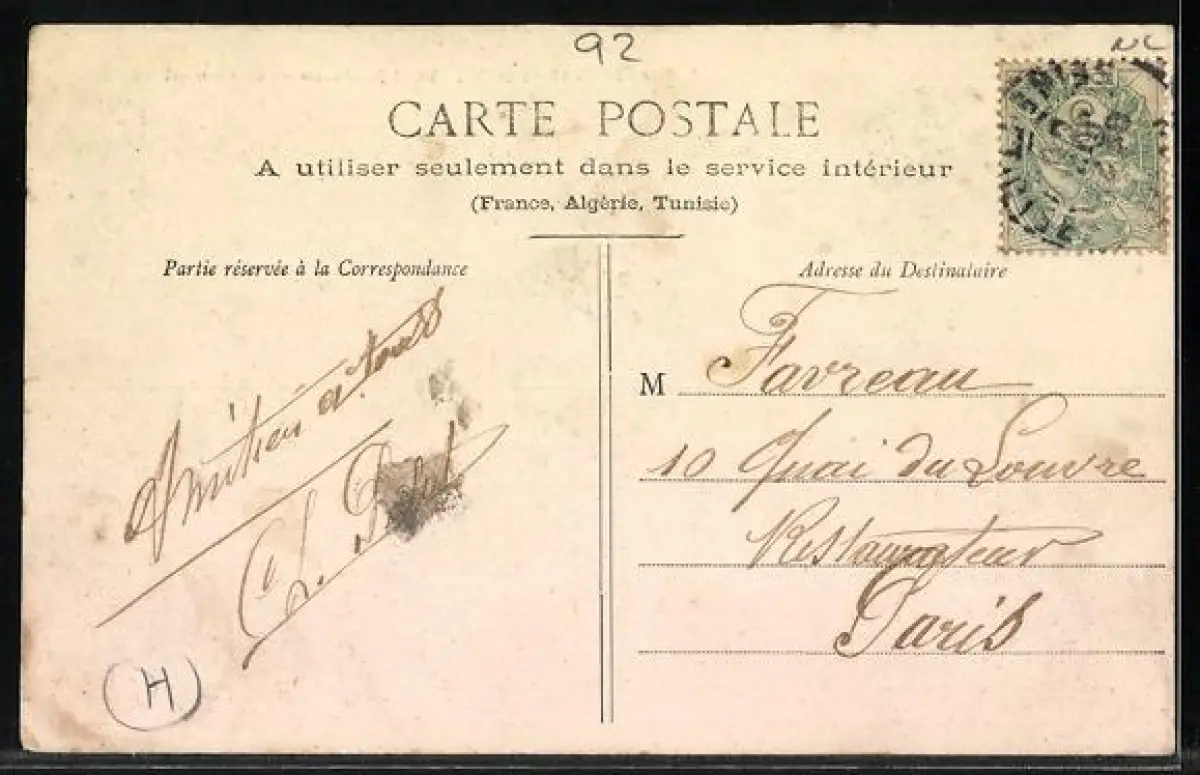 92
CARTE POSTALE
A utiliser seulement dans le service intérieur
(France, Algérie, Tunisie)
Partie réservée à la Correspondance
Amitiés à tous
Ch.
H
Adresse du Destinataire
M Favreau
10 Quai du Louvre
Restaurateur
Paris